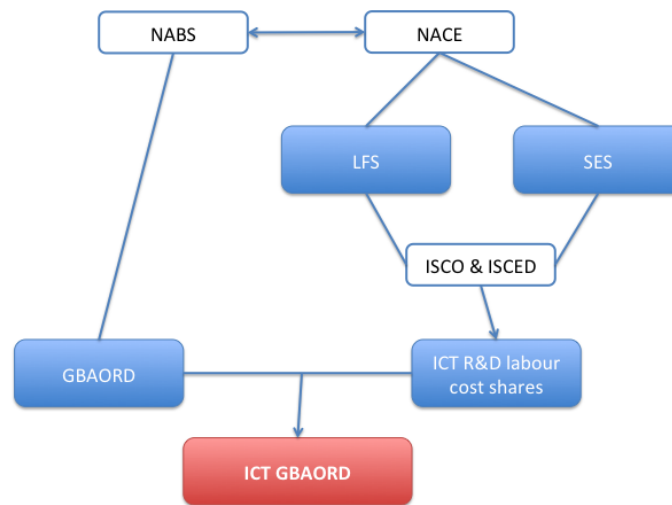 NABS
NACE
LFS
SES
ISCO & ISCED
GBAORD
ICT R&D labour
cost shares
ICT GBAORD